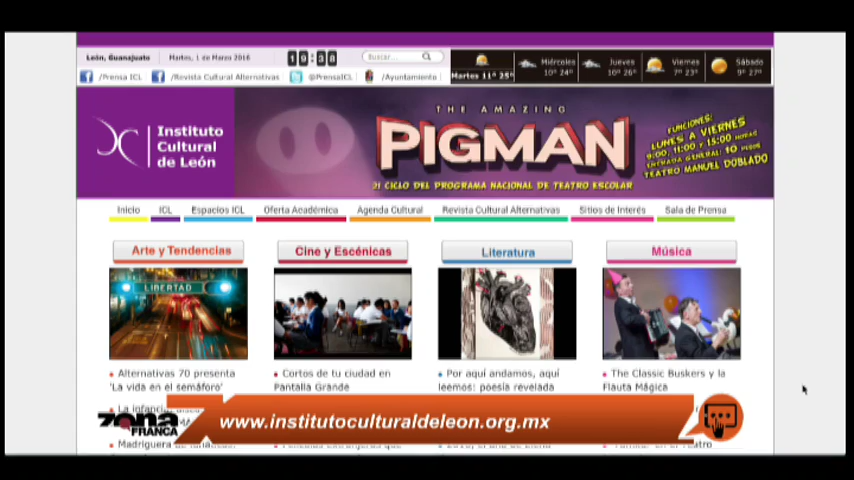 León, Guanajuato
Martes, 1 de Marzo 2016
19:38
Buscar...
Martes 11° 25°
Miércoles 10° 24°
Jueves 10° 26°
Viernes 7° 23°
Sábado 9° 27°
/Prensa ICL
/Revista Cultural Alternativas
@PrensaICL
/Ayuntamiento
Instituto
Cultural
de León
THE AMAZING
PIGMAN
21 CICLO DEL PROGRAMA NACIONAL DE TEATRO ESCOLAR
FUNCIONES:
LUNES A VIERNES
9:00, 11:00 Y 15:00 HORAS
ENTRADA GENERAL: 10 PESOS
TEATRO MANUEL DOBLADO
Inicio
ICL
Espacios ICL
Oferta Académica
Agenda Cultural
Revista Cultural Alternativas
Sitios de Interés
Sala de Prensa
Arte y Tendencias
Cine y Escénicas
Literatura
Música
LIBERTAD
Alternativas 70 presenta
'La vida en el semáforo'
Cortos de tu ciudad en
Pantalla Grande
Por aquí andamos, aquí
leemos: poesía revelada
The Classic Buskers y la
Flauta Mágica
La infancia
ZONA
FRANCA
www.institutoculturaldeleon.org.mx
Madriguera de